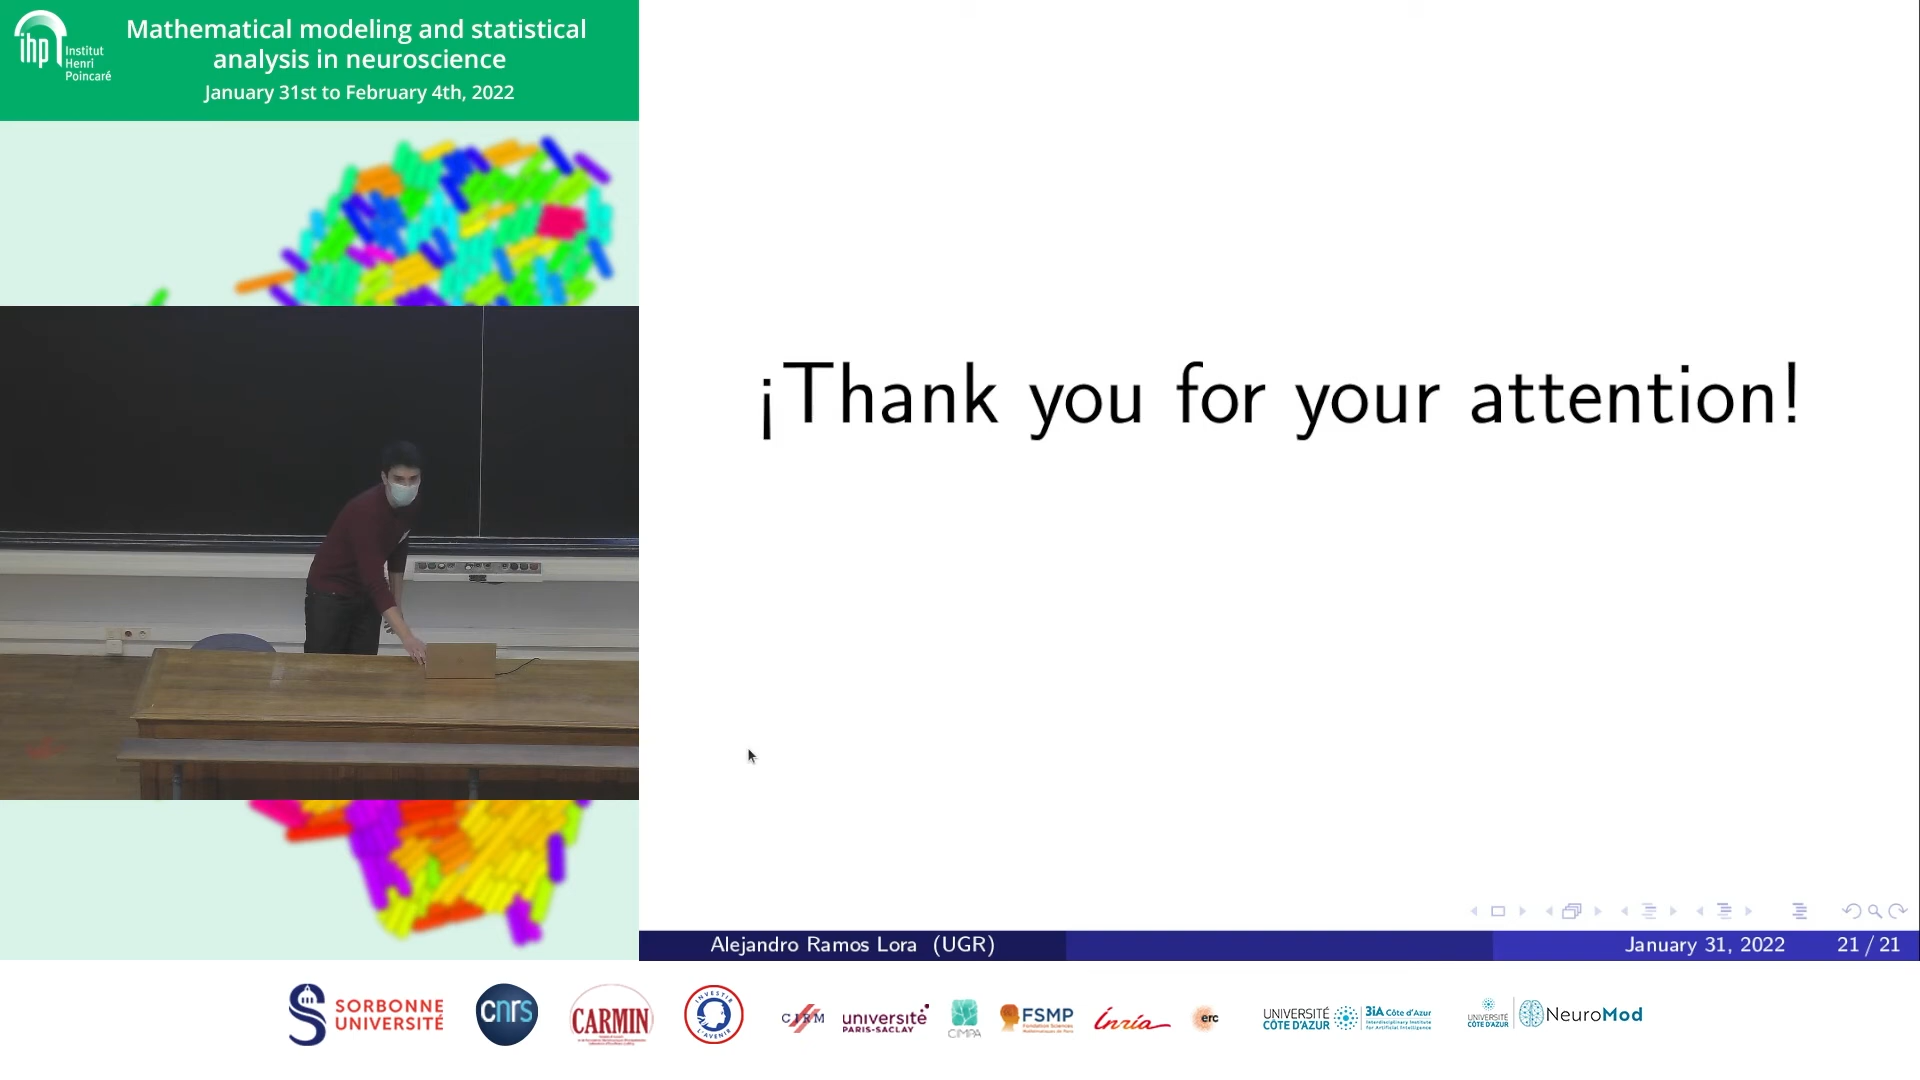 ihp
Institut
Henri
Poincaré
Mathematical modeling and statistical
analysis in neuroscience
January 31st to February 4th, 2022
¡Thank you for your attention!
Alejandro Ramos Lora (UGR)
January 31, 2022
21 / 21
SORBONNE
UNIVERSITÉ
cnrs
CARMIN
INVESTIR
L'AVENIR
CIRM
université
PARIS-SACLAY
CIMPA
FSMP
Fondation Sciences
Mathématiques de Paris
Inria
erc
UNIVERSITÉ
CÔTE D'AZUR
3iA Côte d'Azur
Interdisciplinary Institute
for Artificial Intelligence
UNIVERSITÉ
CÔTE D'AZUR
NeuroMod